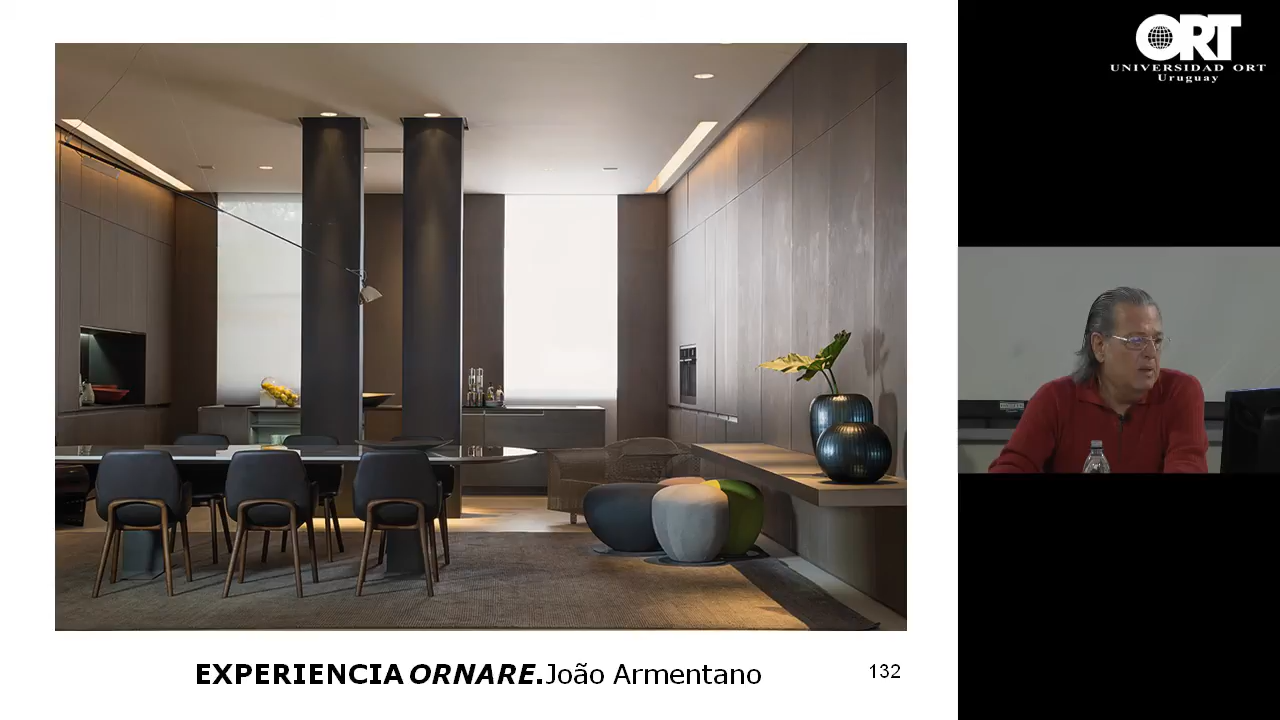 ORT
UNIVERSIDAD ORT
Uruguay
EXPERIENCIA ORNARE. João Armentano
132